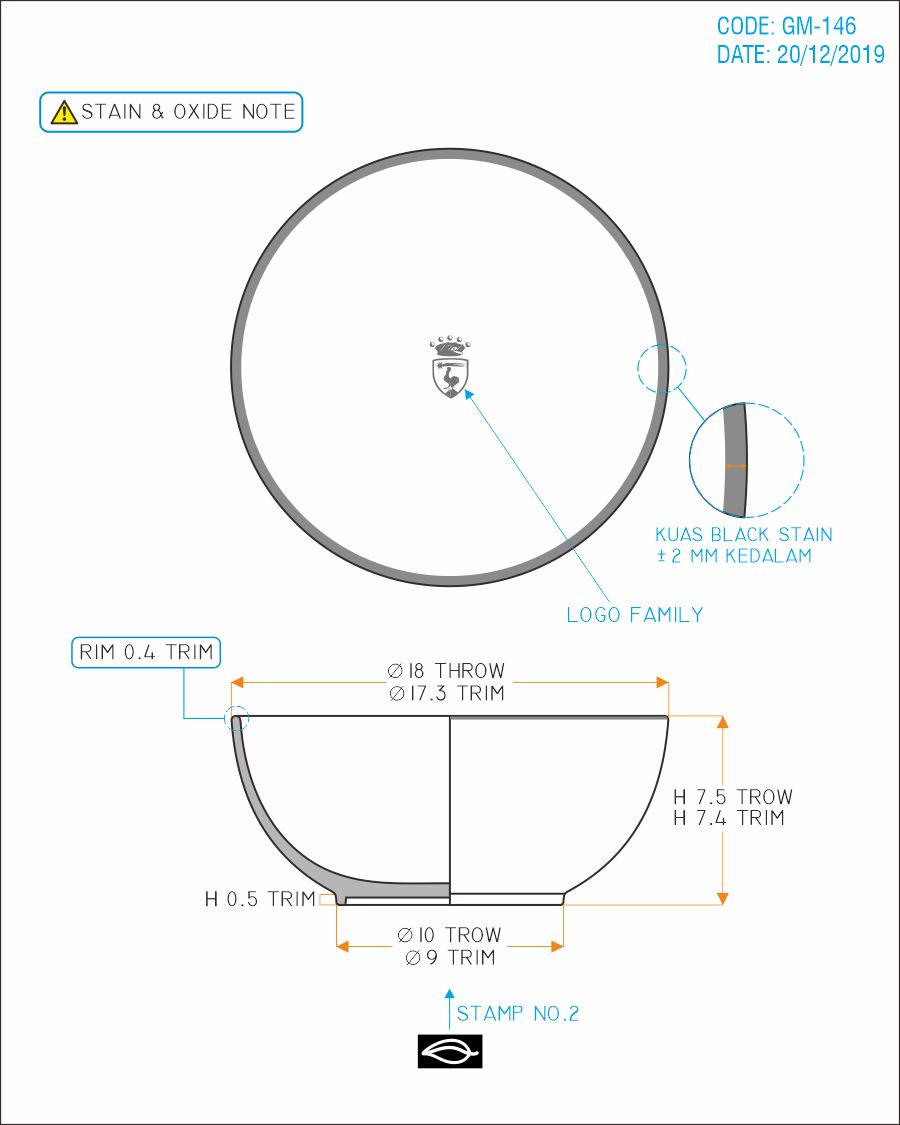 CODE: GM-146
DATE: 20/12/2019
STAIN & OXIDE NOTE
KUAS BLACK STAIN
± 2 MM KEDALAM
LOGO FAMILY
RIM 0.4 TRIM
∅18 THROW
∅17.3 TRIM
H 7.5 TROW
H 7.4 TRIM
H 0.5 TRIM
∅10 TROW
∅9 TRIM
STAMP NO.2